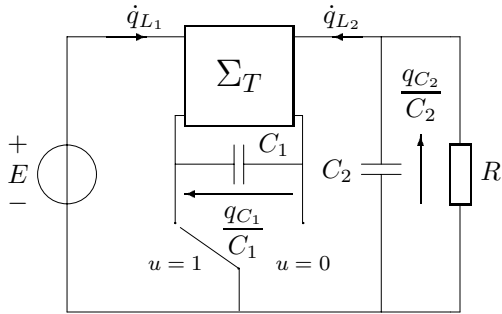 q̇_{L_1} q̇_{L_2}
Σ_T
q_{C_2}
C_2
+
E
−
C_1
C_2
R
q_{C_1}
C_1
u = 1
u = 0